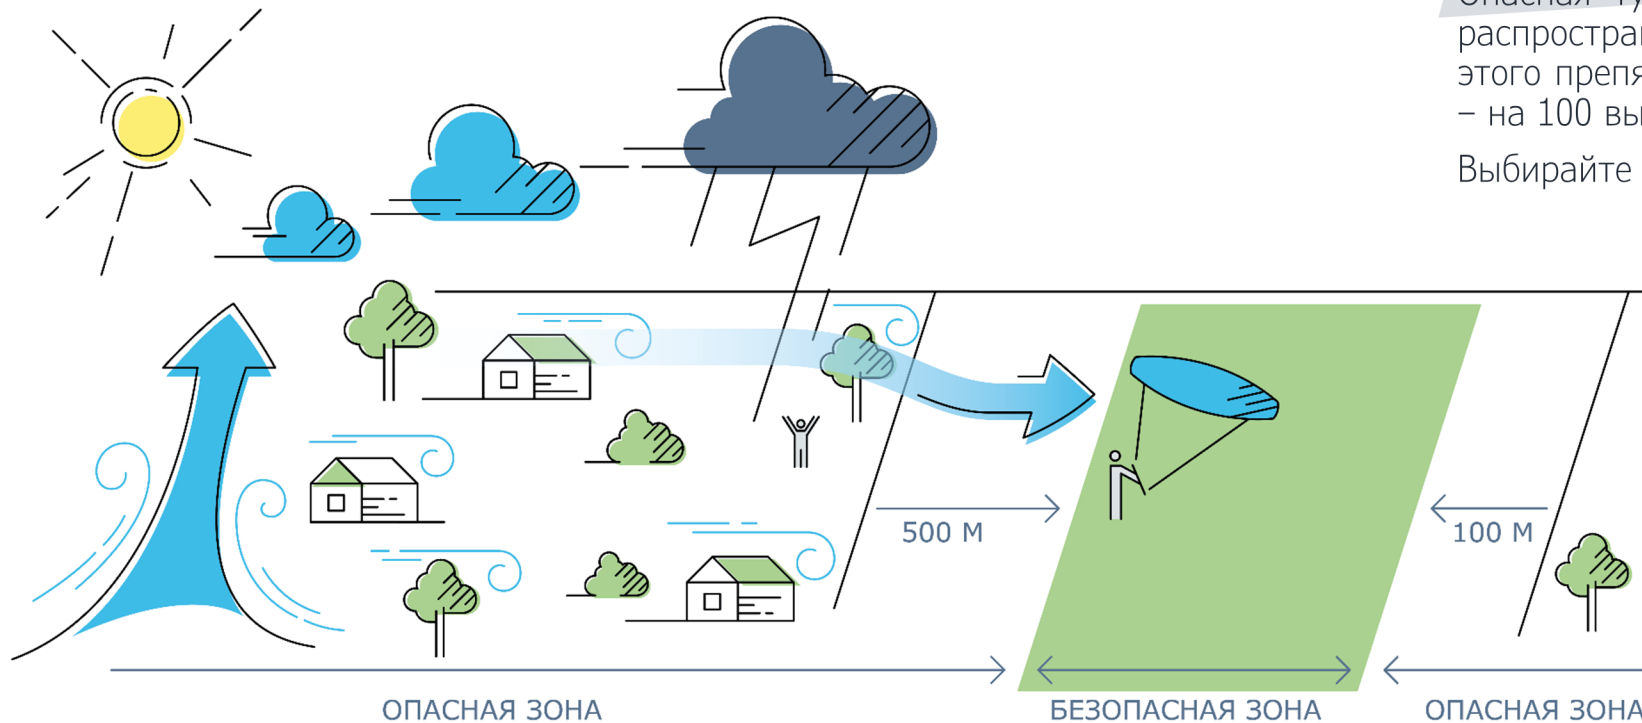 распростра
этого препя
– на 100 вы
Выбирайте
500 М
100 М
ОПАСНАЯ ЗОНА
БЕЗОПАСНАЯ ЗОНА
ОПАСНАЯ ЗОНА